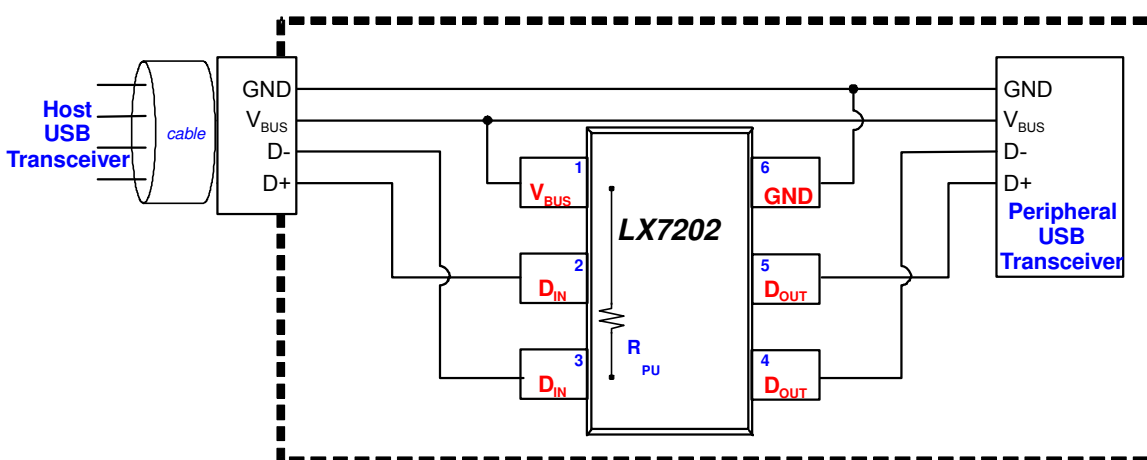 Host
USB
Transceiver
cable
GND
VBUS
D-
D+
1
VBUS
2
DIN
3
DIN
LX7202
R
PU
6
GND
5
DOUT
4
DOUT
GND
VBUS
D-
D+
Peripheral
USB
Transceiver